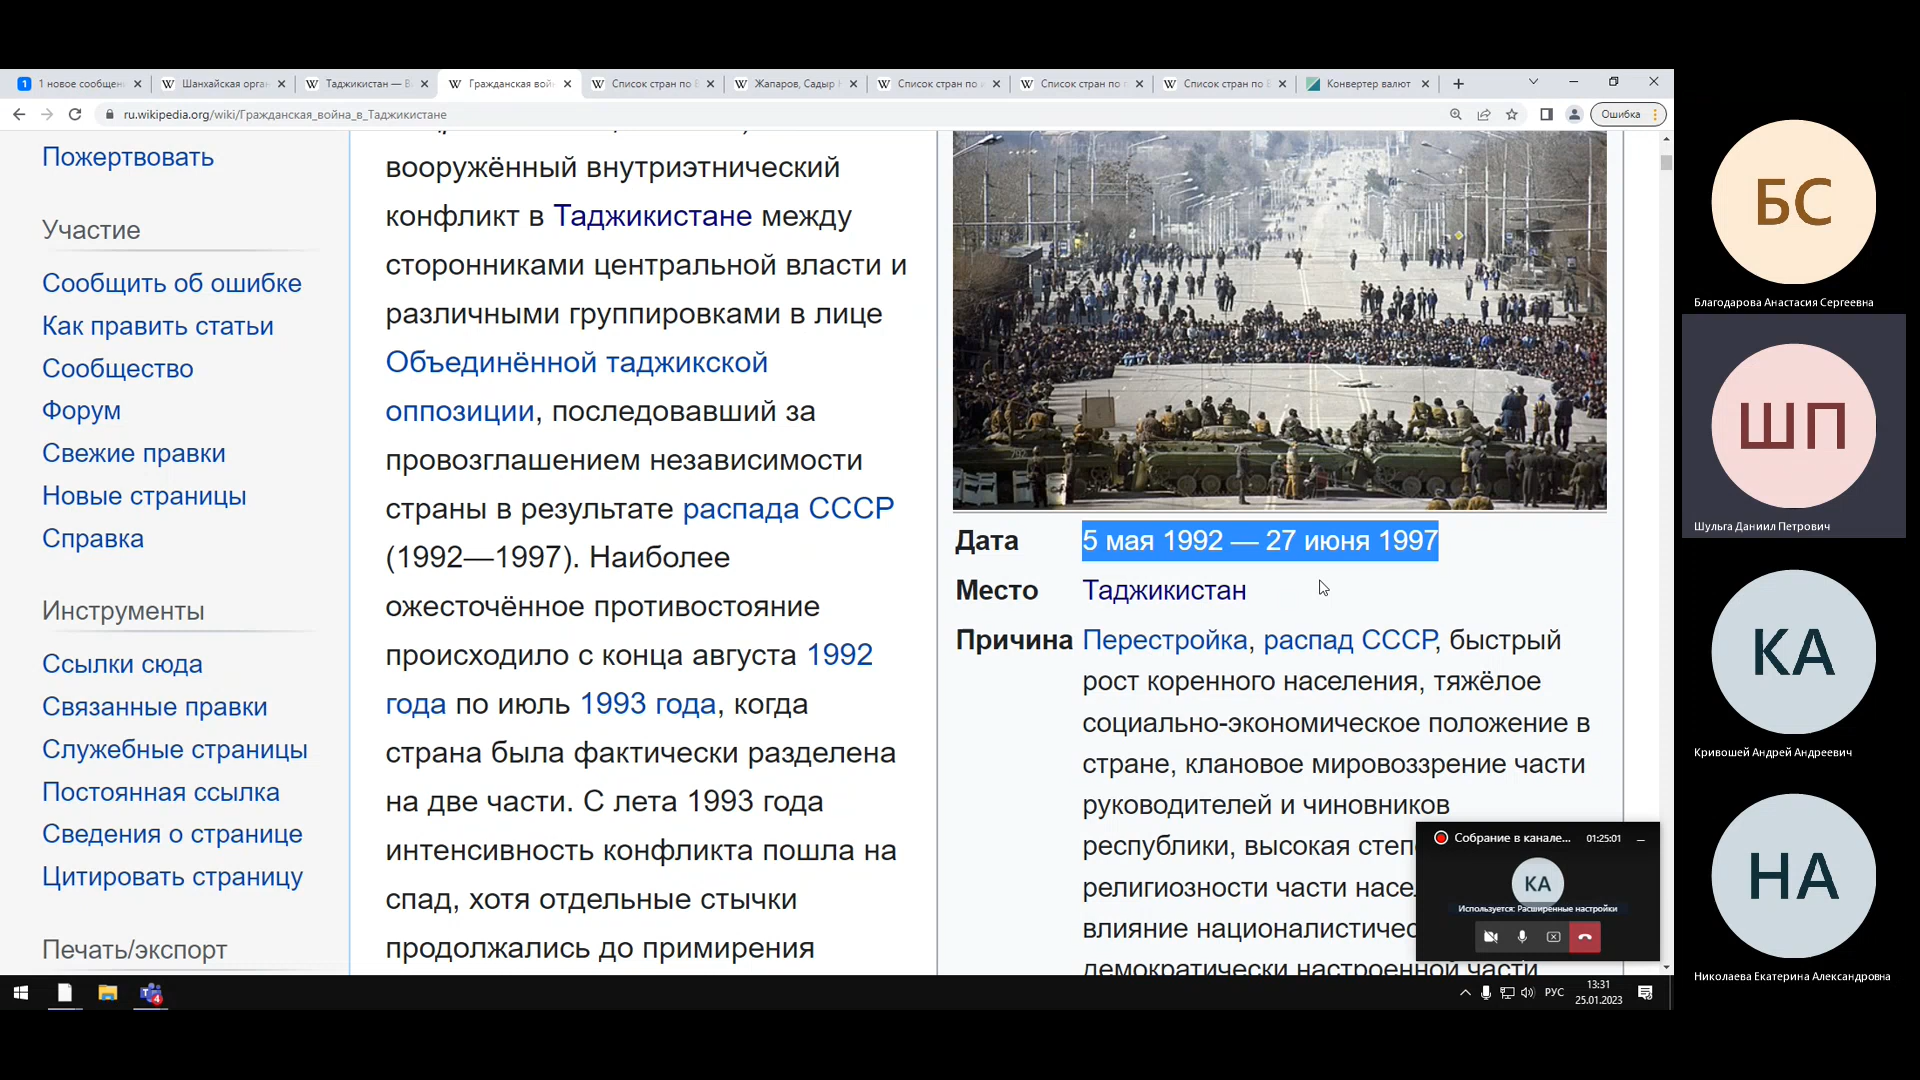 1 новое сообщен
Шанхайская орган
Таджикистан — В
Гражданская вой
Список стран по В
Жапаров, Садыр
Список стран по
Список стран по
Список стран по В
Конвертер валют
ru.wikipedia.org/wiki/Гражданская_война_в_Таджикистане
Ошибка
Пожертвовать
Участие
Сообщить об ошибке
Как править статьи
Сообщество
Форум
Свежие правки
Новые страницы
Справка
Инструменты
Ссылки сюда
Связанные правки
Служебные страницы
Постоянная ссылка
Сведения о странице
Цитировать страницу
Печать/экспорт
вооружённый внутриэтнический
конфликт в Таджикистане между
сторонниками центральной власти и
различными группировками в лице
Объединённой таджикской
оппозиции, последовавший за
провозглашением независимости
страны в результате распада СССР
(1992—1997). Наиболее
ожесточённое противостояние
происходило с конца августа 1992
года по июль 1993 года, когда
страна была фактически разделена
на две части. С лета 1993 года
интенсивность конфликта пошла на
спад, хотя отдельные стычки
продолжались до примирения
Дата 5 мая 1992 — 27 июня 1997
Место Таджикистан
Причина Перестройка, распад СССР, быстрый
рост коренного населения, тяжёлое
социально-экономическое положение в
стране, клановое мировоззрение части
руководителей и чиновников
республики, высокая степ
религиозности части насел
влияние националистичес
демократически настроенной части
Собрание в канале... 01:25:01
КА
Используется: Расширенные настройки
РУС
13:31
25.01.2023
БС
Благодарова Анастасия Сергеевна
ШП
Шульга Даниил Петрович
КА
Кривошей Андрей Андреевич
НА
Николаева Екатерина Александровна